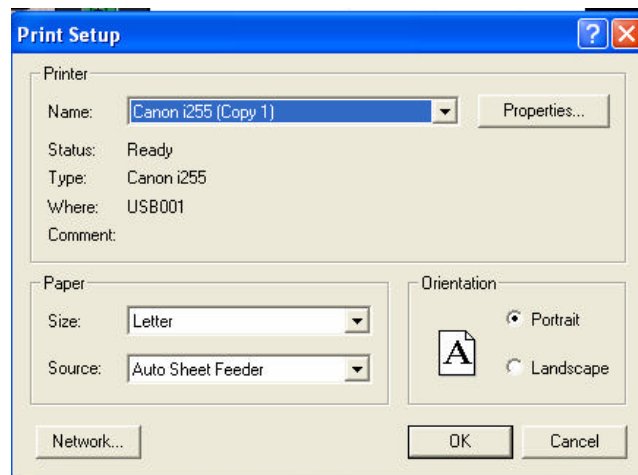 Print Setup
Printer
Name: Canon i255 (Copy 1) Properties...
Status: Ready
Type: Canon i255
Where: USB001
Comment:
Paper
Size: Letter
Source: Auto Sheet Feeder
Orientation
A
Portrait
Landscape
Network... OK Cancel